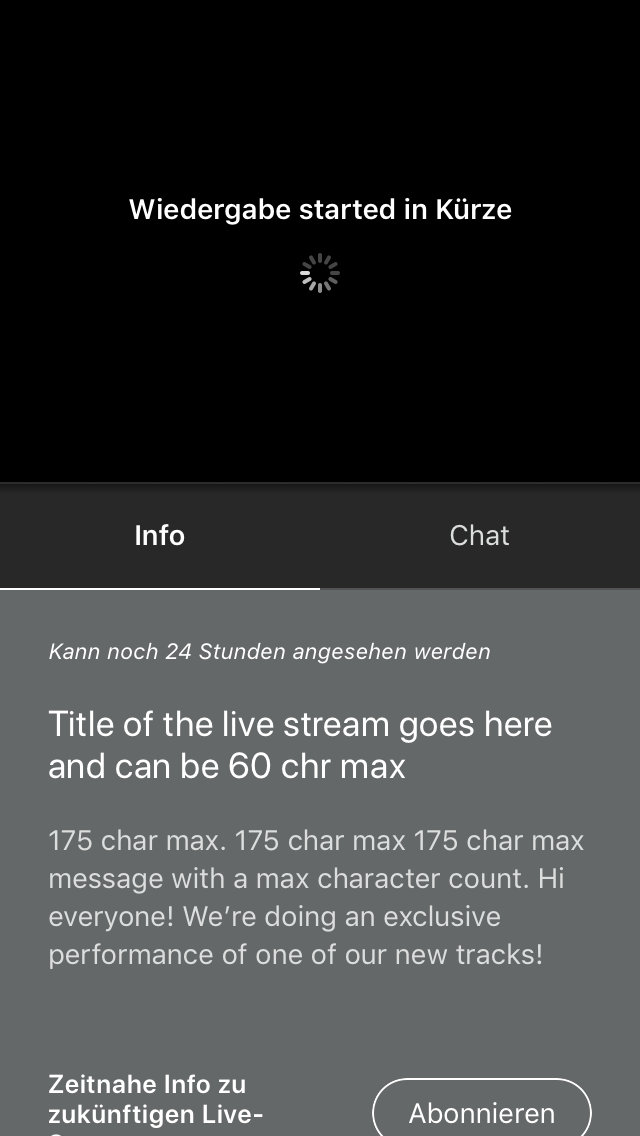 Wiedergabe started in Kürze
Info
Chat
Kann noch 24 Stunden angesehen werden
Title of the live stream goes here
and can be 60 chr max
175 char max. 175 char max 175 char max
message with a max character count. Hi
everyone! We’re doing an exclusive
performance of one of our new tracks!
Zeitnahe Info zu
zukünftigen Live-
Abonnieren